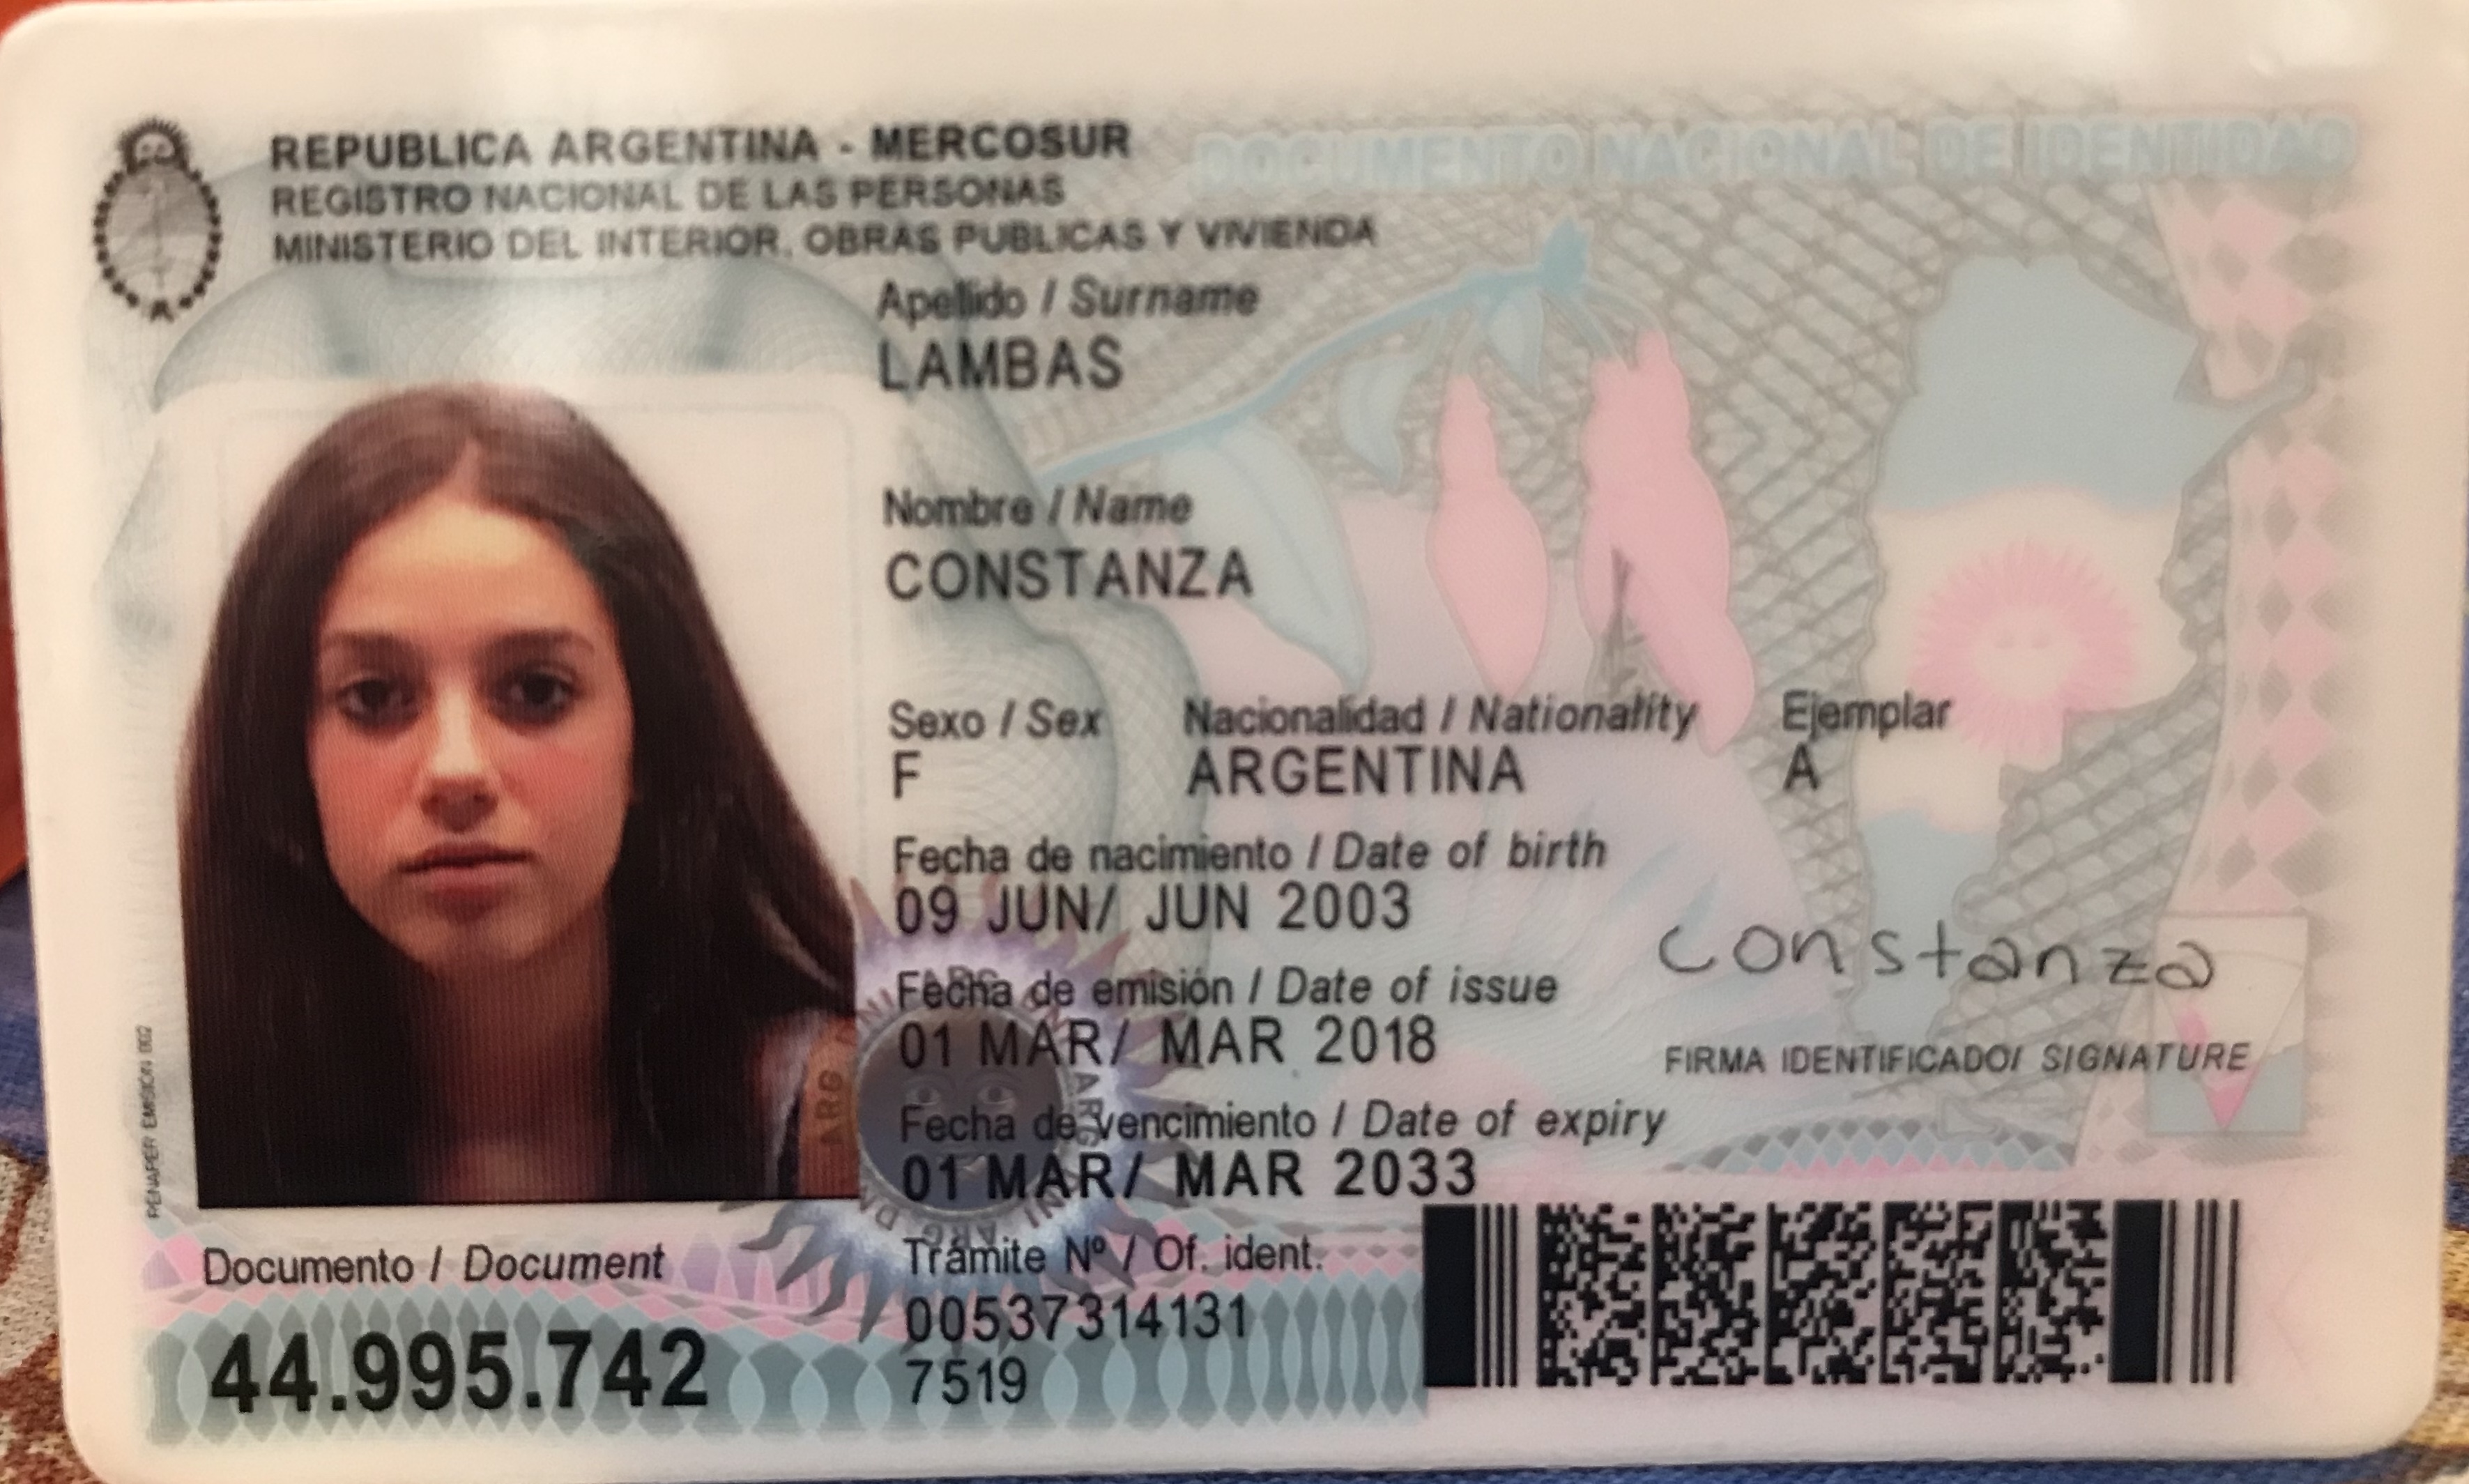 REPUBLICA ARGENTINA - MERCOSUR
REGISTRO NACIONAL DE LAS PERSONAS
MINISTERIO DEL INTERIOR, OBRAS PUBLICAS Y VIVIENDA
DOCUMENTO NACIONAL DE IDENTIDAD
Apellido / Surname
LAMBAS
Nombre / Name
CONSTANZA
Sexo / Sex Nacionalidad / Nationality Ejemplar
F ARGENTINA A
Fecha de nacimiento / Date of birth
09 JUN/ JUN 2003
Fecha de emisión / Date of issue
01 MAR/ MAR 2018
constanza
FIRMA IDENTIFICADO/ SIGNATURE
Fecha de vencimiento / Date of expiry
01 MAR/ MAR 2033
Documento / Document
44.995.742
Trámite Nº / Of. ident.
00537314131
7519